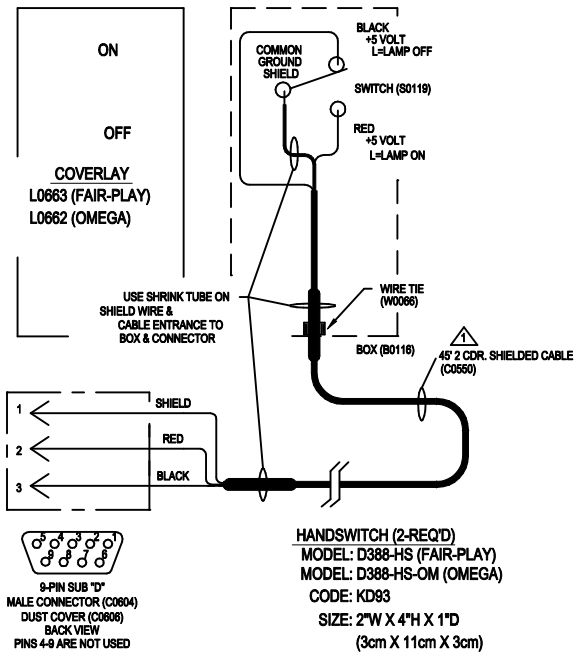 ON
OFF
COVERLAY
L0663 (FAIR-PLAY)
L0662 (OMEGA)
BLACK
+5 VOLT
L=LAMP OFF
COMMON
GROUND
SHIELD
SWITCH (S0119)
RED
+5 VOLT
L=LAMP ON
USE SHRINK TUBE ON
SHIELD WIRE &
CABLE ENTRANCE TO
BOX & CONNECTOR
WIRE TIE
(W0066)
BOX (B0116)
1
45' 2 CDR. SHIELDED CABLE
(C0550)
1 SHIELD
2 RED
3 BLACK
5 4 3 2 1
9 8 7 6
9-PIN SUB "D"
MALE CONNECTOR (C0604)
DUST COVER (C0606)
BACK VIEW
PINS 4-9 ARE NOT USED
HANDSWITCH (2-REQ'D)
MODEL: D388-HS (FAIR-PLAY)
MODEL: D388-HS-OM (OMEGA)
CODE: KD93
SIZE: 2"W X 4"H X 1"D
(3cm X 11cm X 3cm)